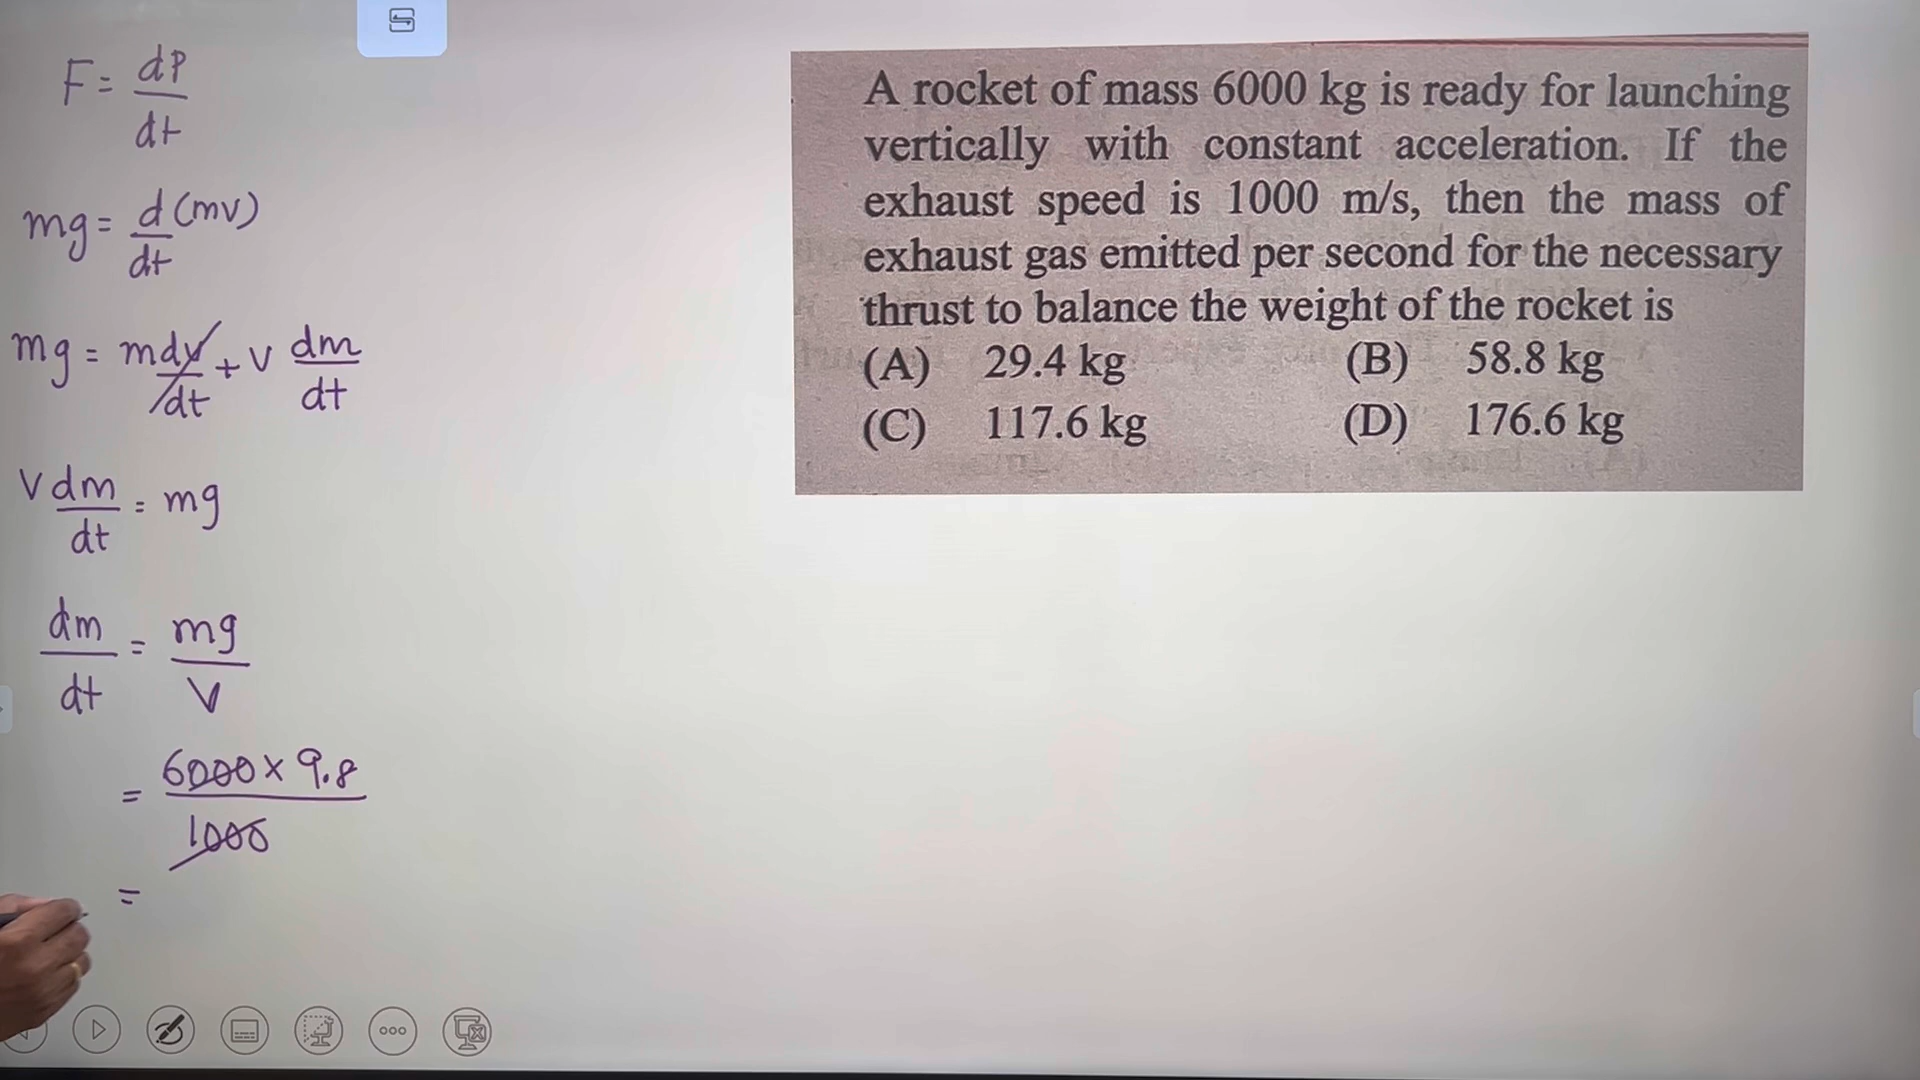 F = dP/dt
mg = d/dt (mv)
mg = m dv/dt + v dm/dt
v dm/dt = mg
dm/dt = mg/v
= 6000 × 9.8 / 1000
=
A rocket of mass 6000 kg is ready for launching
vertically with constant acceleration. If the
exhaust speed is 1000 m/s, then the mass of
exhaust gas emitted per second for the necessary
thrust to balance the weight of the rocket is
(A) 29.4 kg (B) 58.8 kg
(C) 117.6 kg (D) 176.6 kg